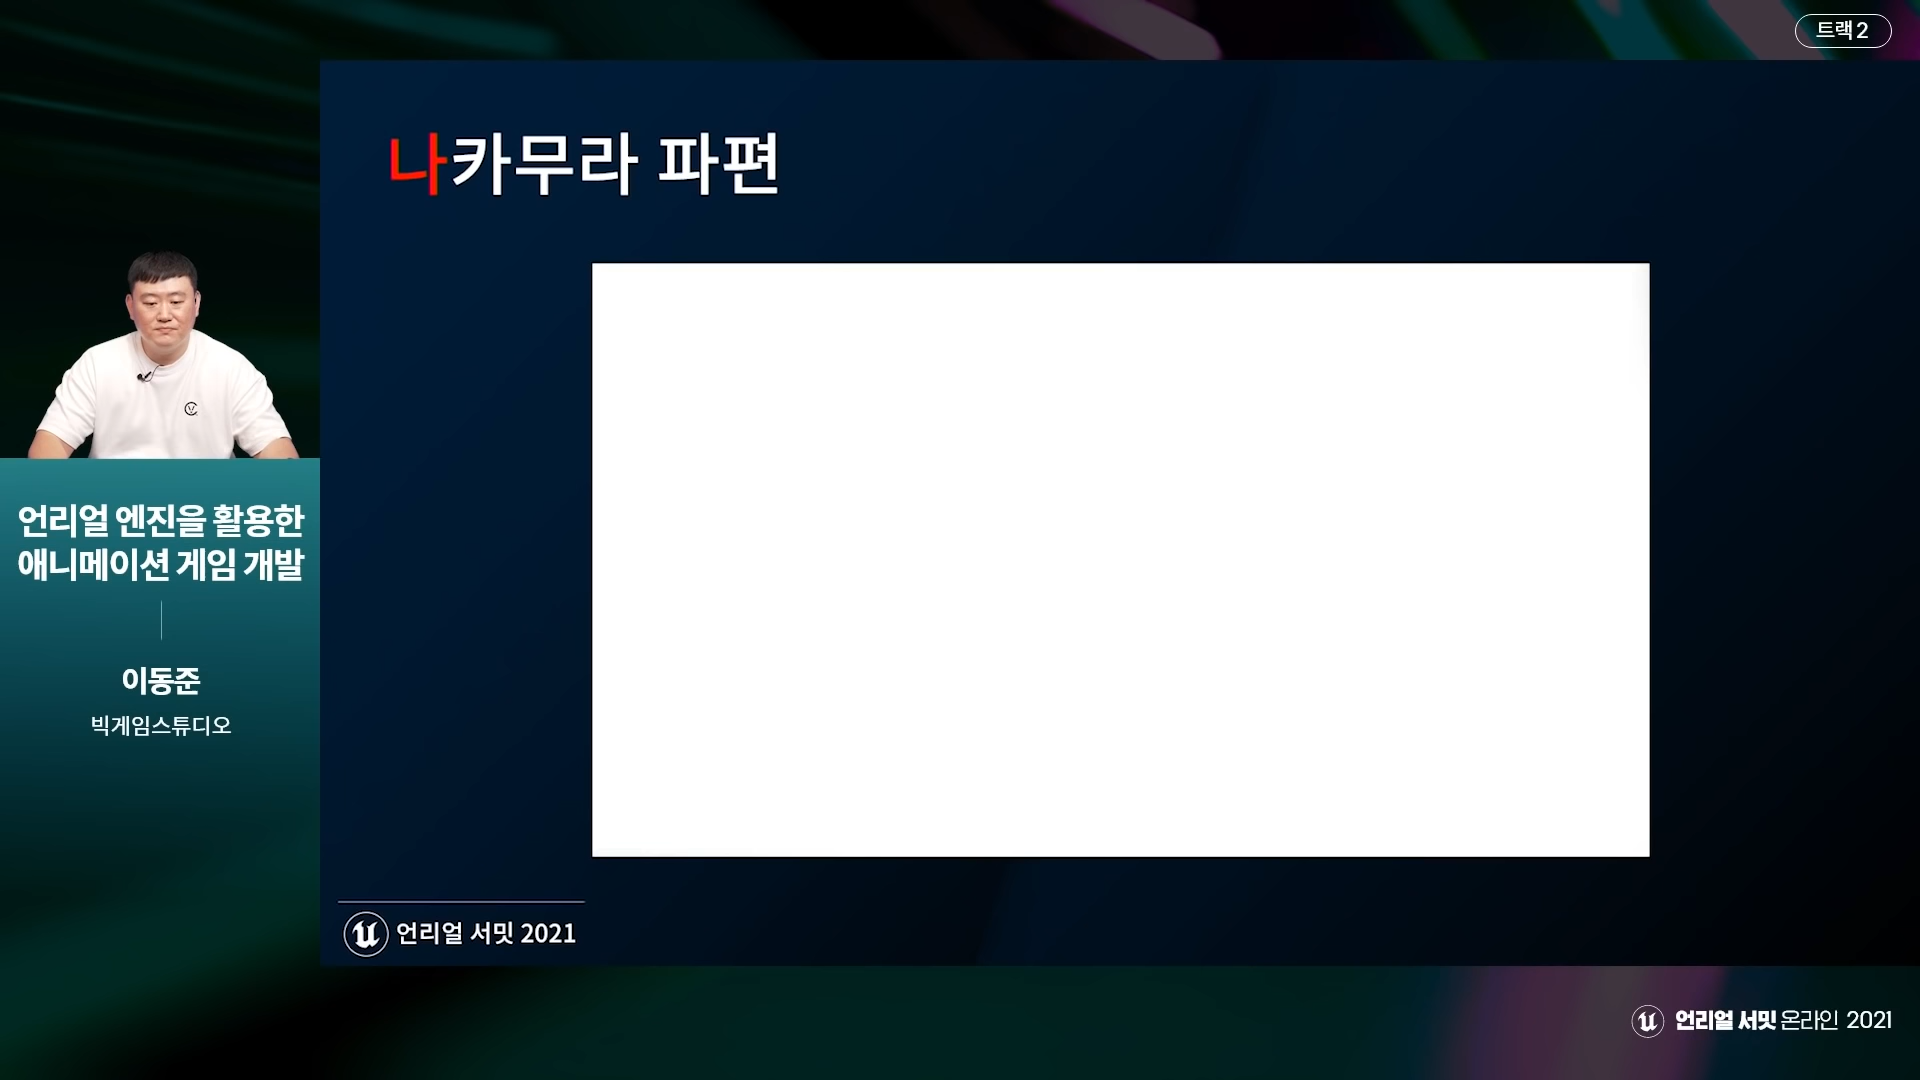 트랙2
나카무라 파편
언리얼 엔진을 활용한
애니메이션 게임 개발
이동준
빅게임스튜디오
언리얼 서밋 2021
언리얼 서밋 온라인 2021